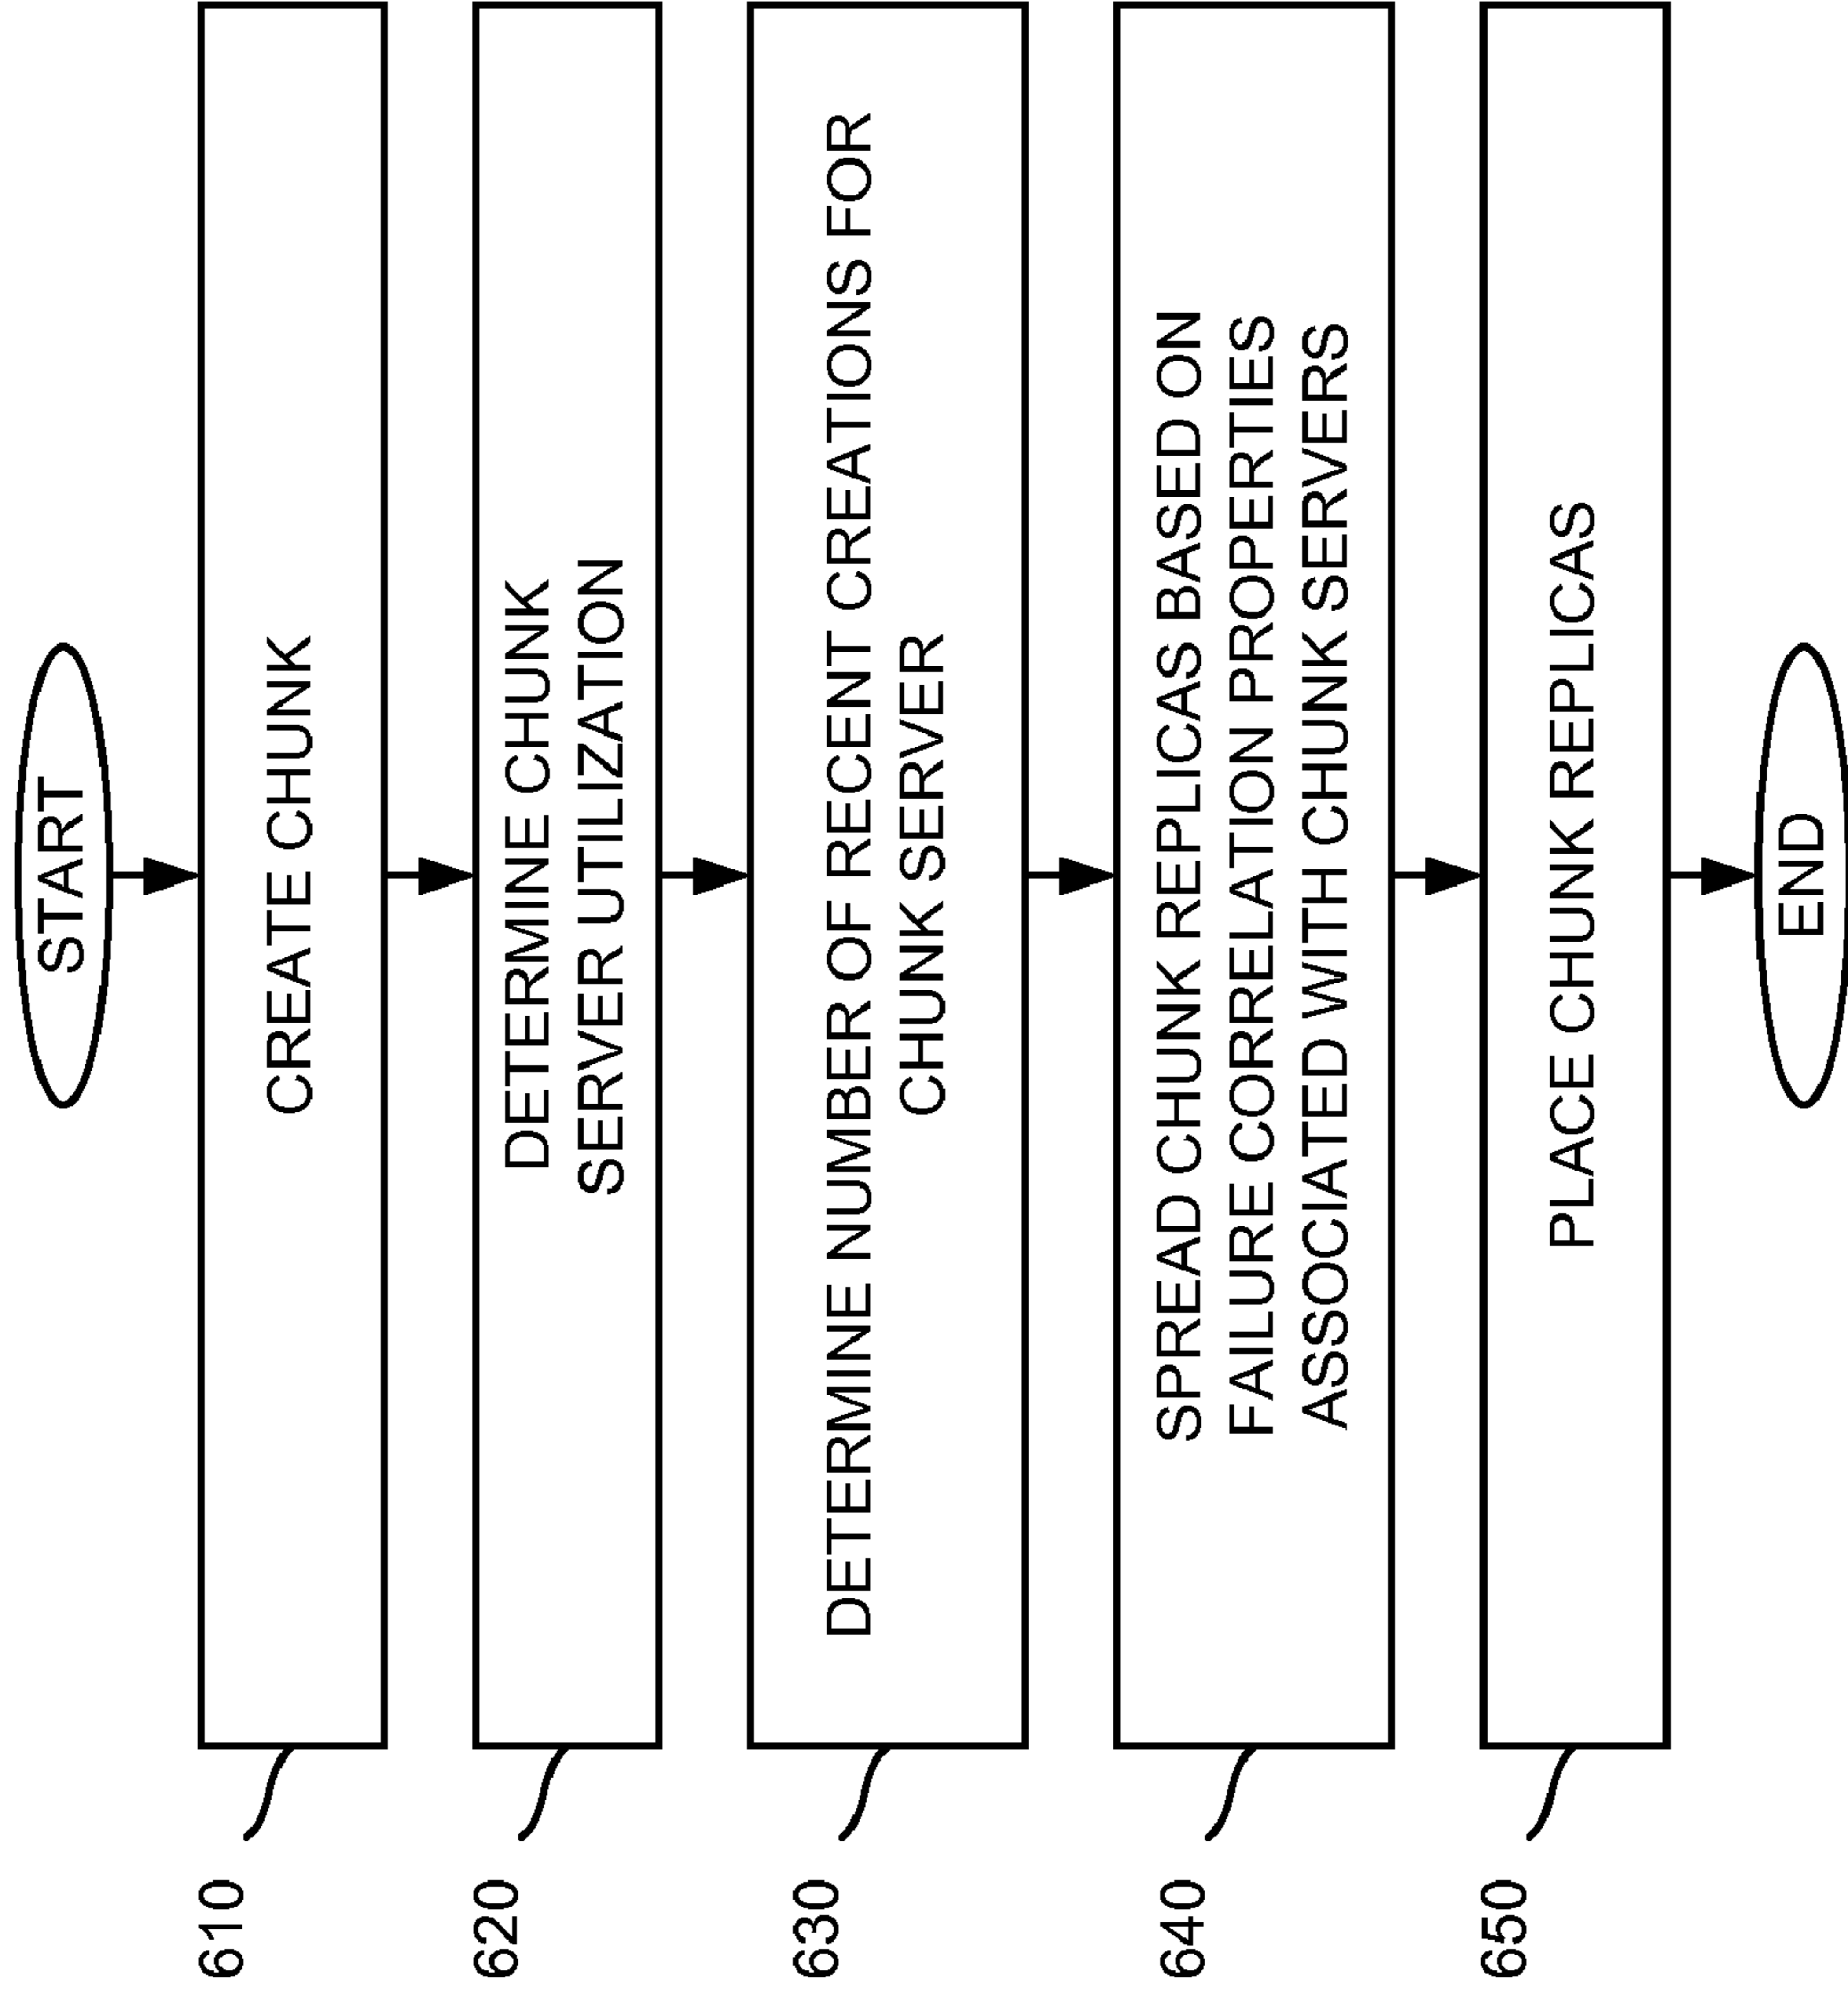 START
610
CREATE CHUNK
620
DETERMINE CHUNK
SERVER UTILIZATION
630
DETERMINE NUMBER OF RECENT CREATIONS FOR
CHUNK SERVER
640
SPREAD CHUNK REPLICAS BASED ON
FAILURE CORRELATION PROPERTIES
ASSOCIATED WITH CHUNK SERVERS
650
PLACE CHUNK REPLICAS
END